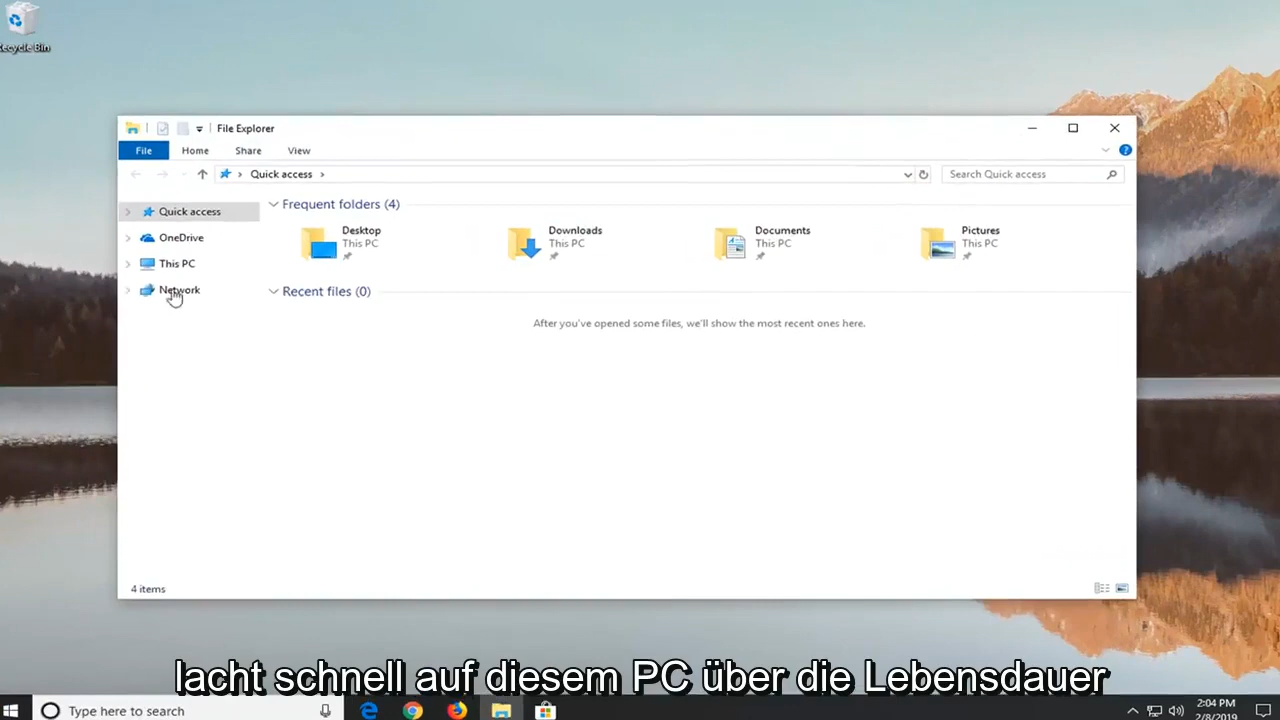 Recycle Bin
File Explorer
File Home Share View
Quick access
Search Quick access
Quick access
OneDrive
This PC
Network
Frequent folders (4)
Desktop
This PC
Downloads
This PC
Documents
This PC
Pictures
This PC
Recent files (0)
After you've opened some files, we'll show the most recent ones here.
4 items
lacht schnell auf diesem PC über die Lebensdauer
Type here to search
2:04 PM
2/8/2019